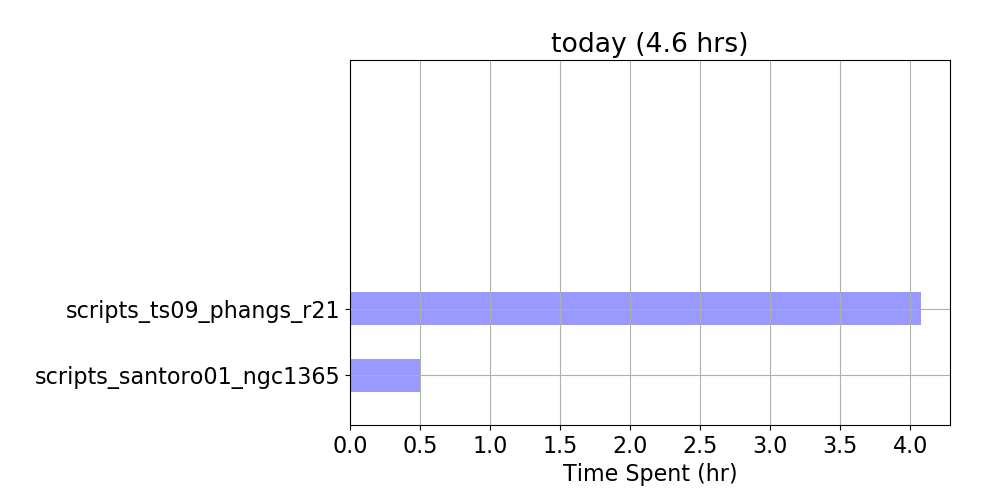 today (4.6 hrs)
scripts_ts09_phangs_r21
scripts_santoro01_ngc1365
0.0 0.5 1.0 1.5 2.0 2.5 3.0 3.5 4.0
Time Spent (hr)